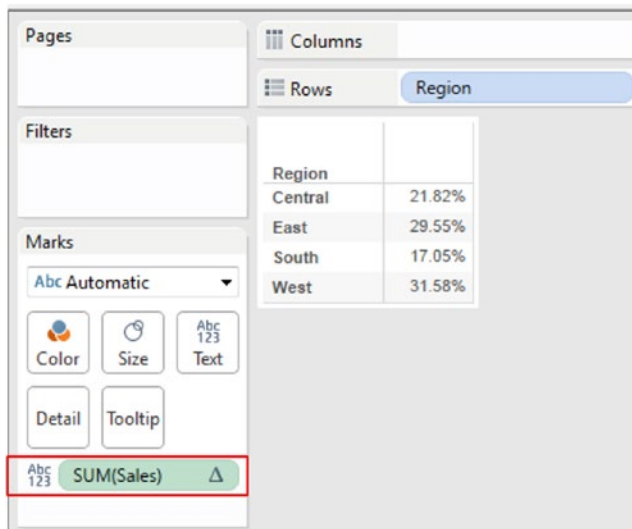 Pages
Columns
Rows Region
Filters
Region
Central 21.82%
East 29.55%
South 17.05%
West 31.58%
Marks
Abc Automatic
Color Size Abc 123 Text
Detail Tooltip
Abc 123 SUM(Sales) Δ